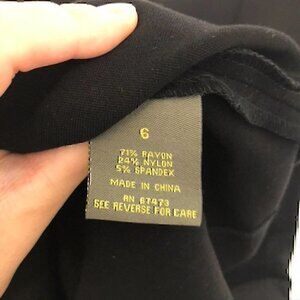 6
71% RAYON
24% NYLON
5% SPANDEX
MADE IN CHINA
RN 67473
SEE REVERSE FOR CARE